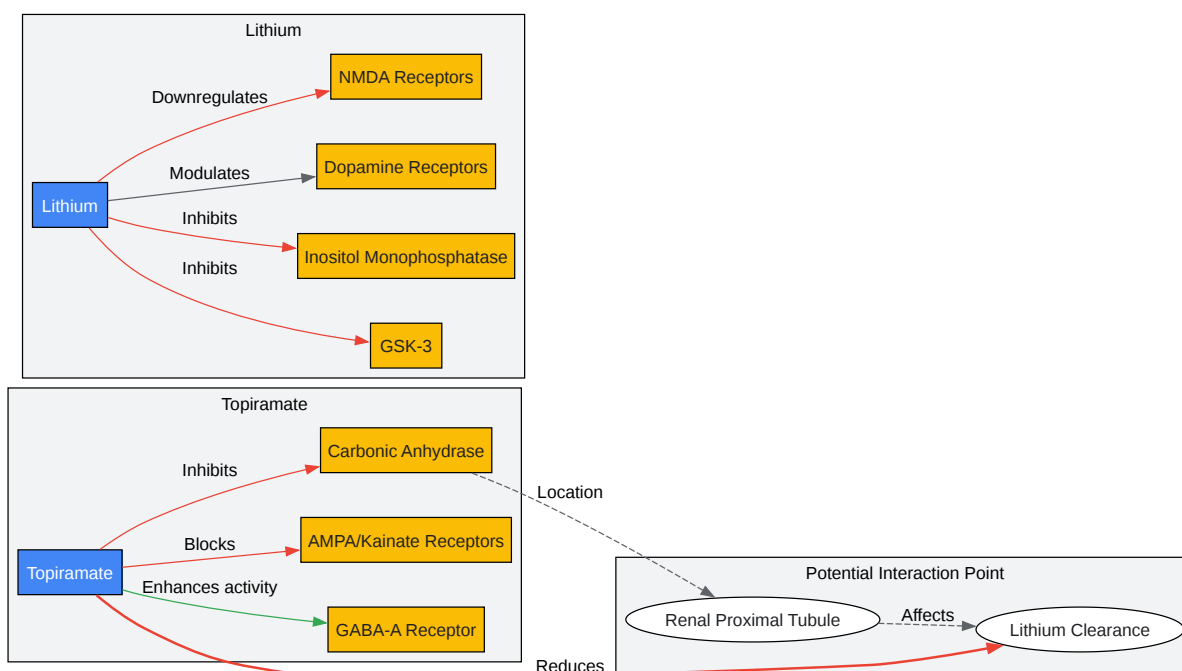 Lithium
NMDA Receptors
Downregulates
Dopamine Receptors
Modulates
Lithium
Inhibits
Inositol Monophosphatase
Inhibits
GSK-3
Topiramate
Carbonic Anhydrase
Inhibits
Location
AMPA/Kainate Receptors
Blocks
Topiramate
Enhances activity
GABA-A Receptor
Potential Interaction Point
Renal Proximal Tubule
Affects
Lithium Clearance
Reduces